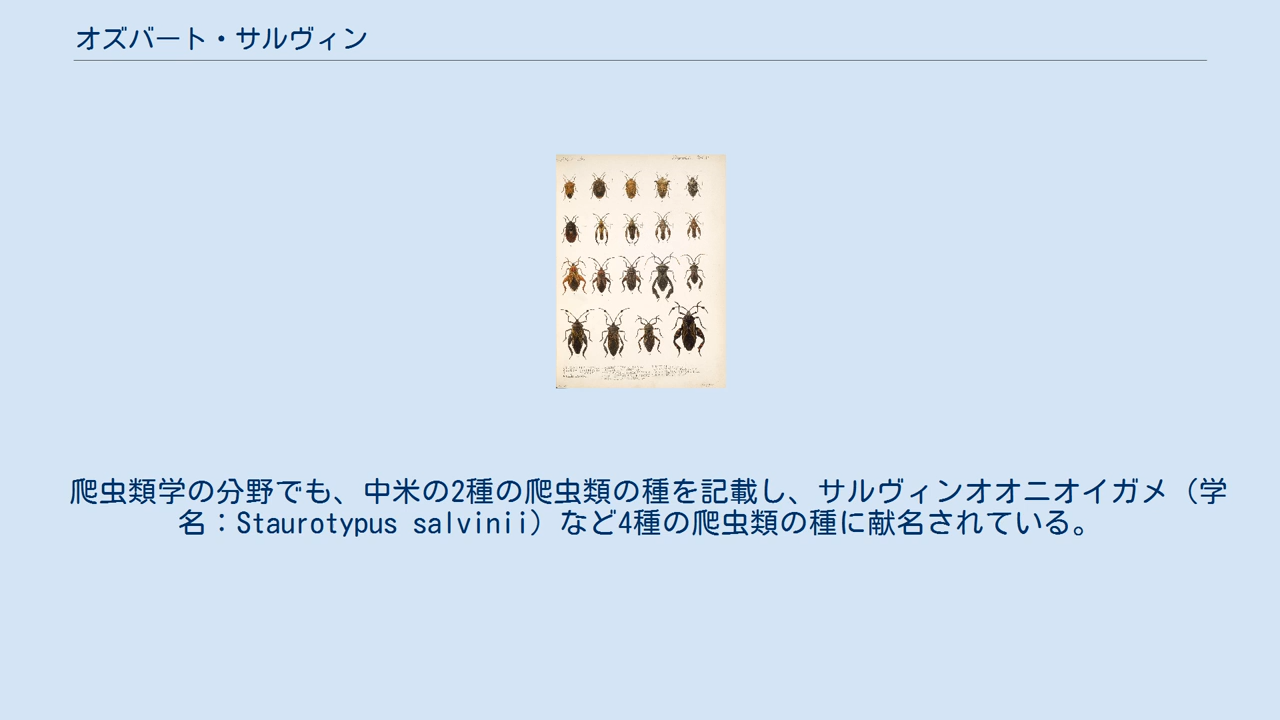 オズバート・サルヴィン
爬虫類学の分野でも、中米の2種の爬虫類の種を記載し、サルヴィンオオニオイガメ（学
名：Staurotypus salvinii）など4種の爬虫類の種に献名されている。